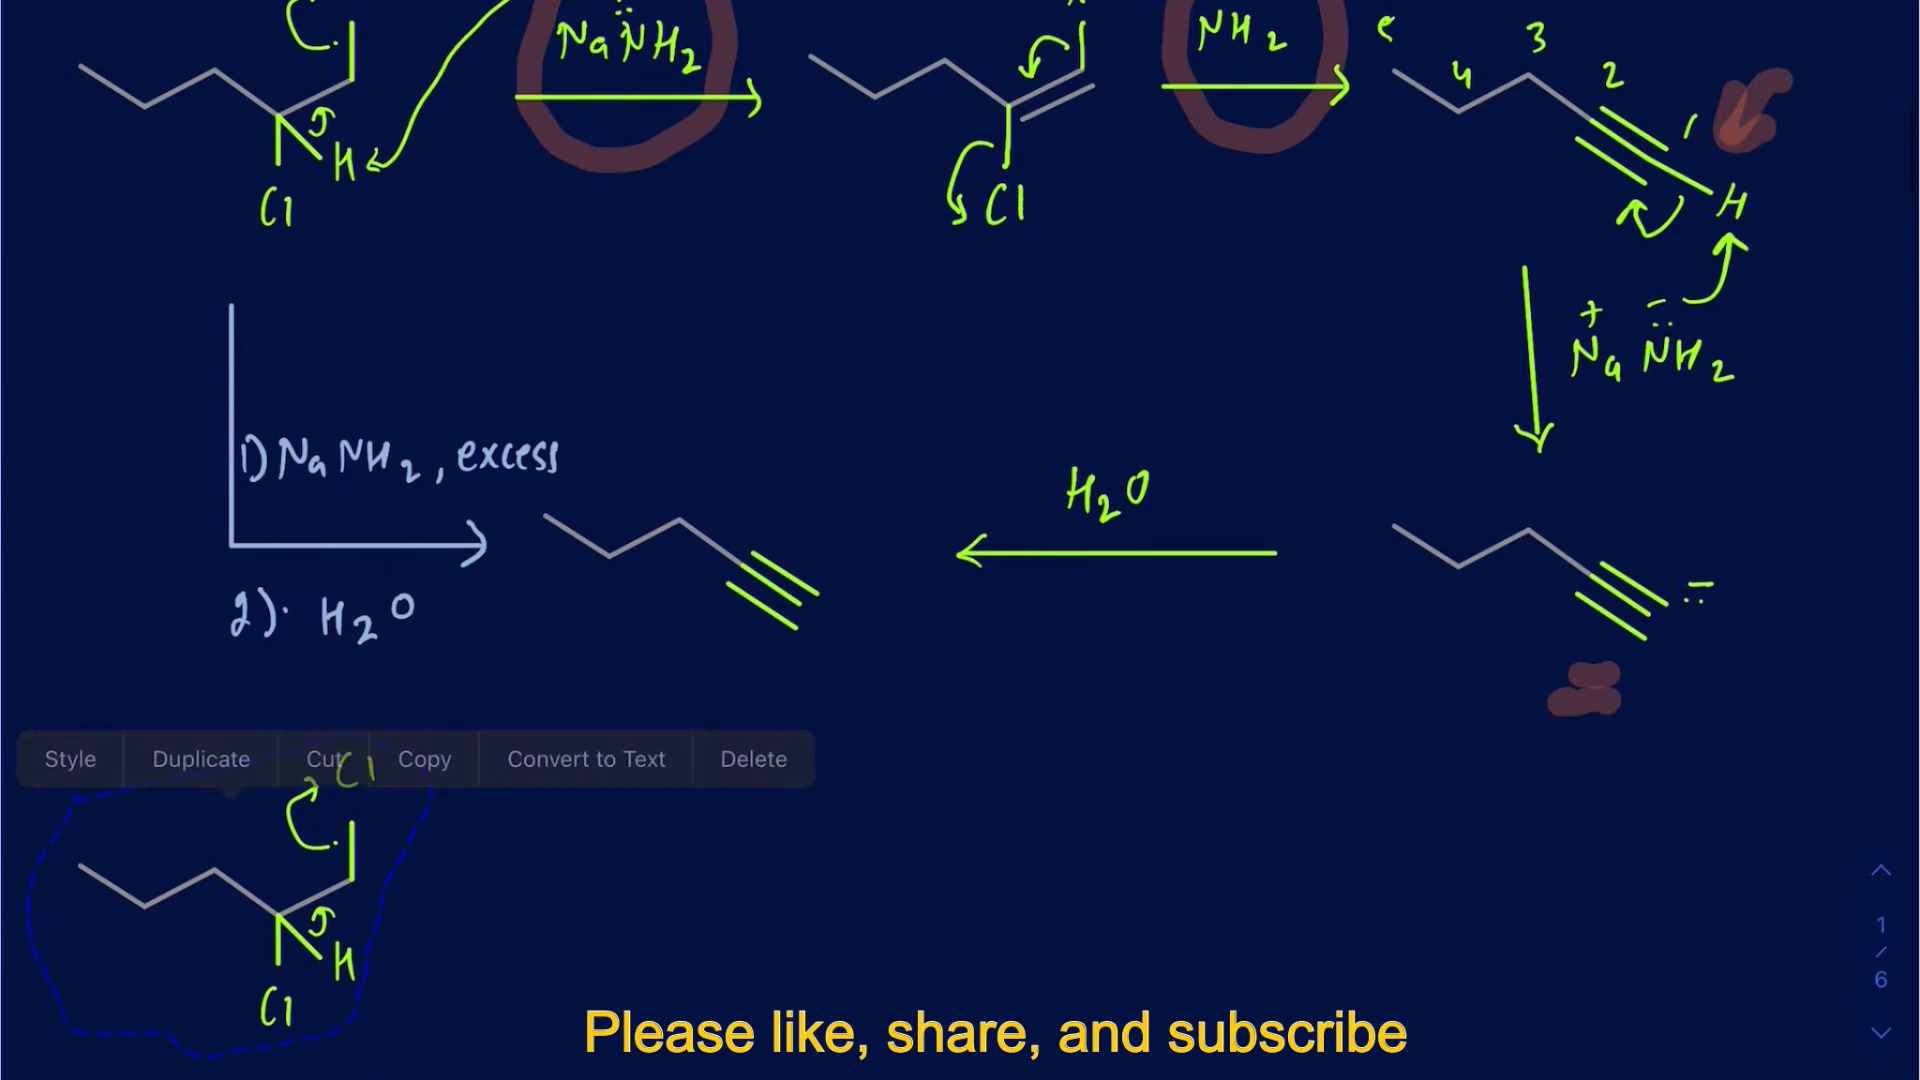 NaNH2
NH2
3
4
2
1
H
Cl
Cl
H
+ −
Na NH2
1) NaNH2, excess
H2O
2). H2O
Style Duplicate Cut Copy Convert to Text Delete
Cl
H
Cl
1
/
6
Please like, share, and subscribe